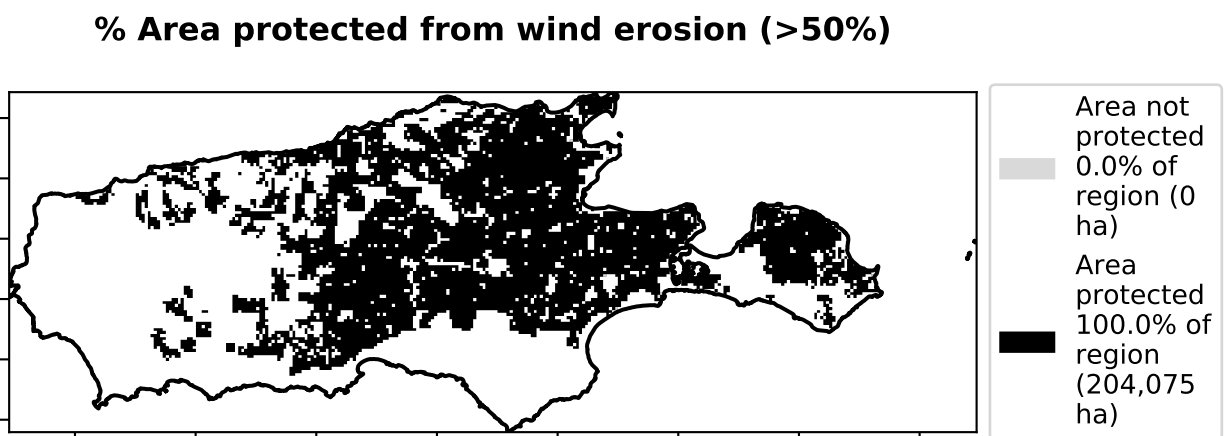 % Area protected from wind erosion (>50%)
Area not
protected
0.0% of
region (0
ha)
Area
protected
100.0% of
region
(204,075
ha)